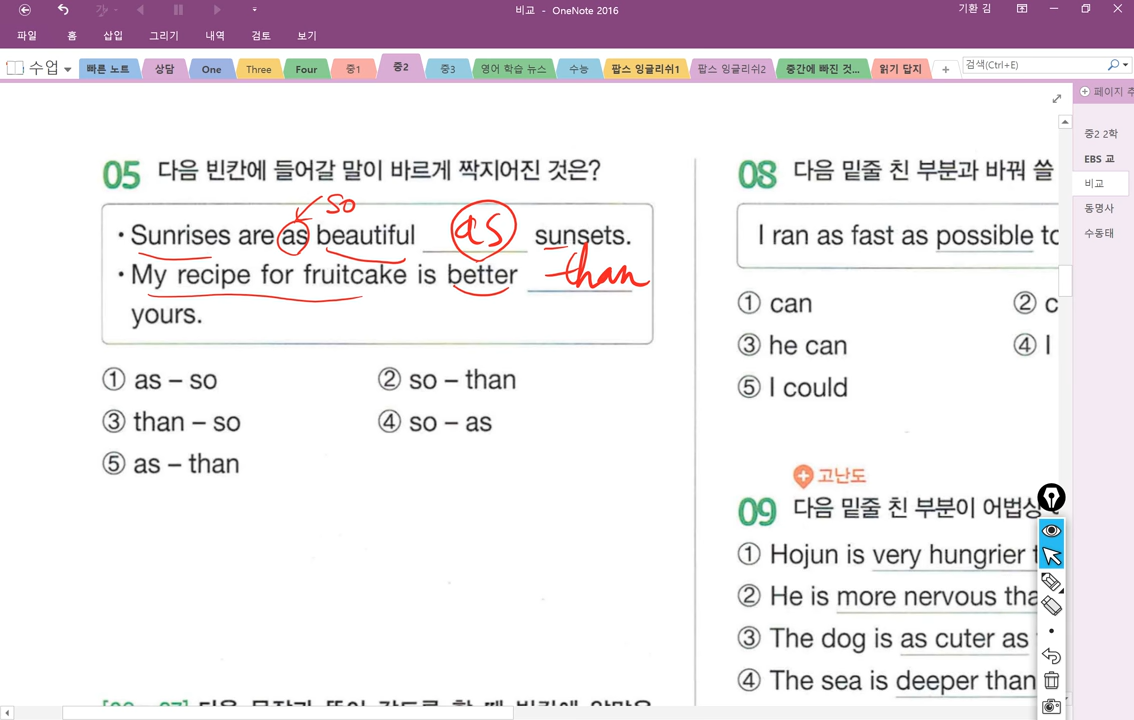 비교 - OneNote 2016
기환 김
파일 홈 삽입 그리기 내역 검토 보기
수업 빠른 노트 상담 One Three Four 중1 중2 중3 영어 학습 뉴스 수능 팝스 잉글리쉬1 팝스 잉글리쉬2 중간에 빠진 것... 읽기 답지 검색(Ctrl+E)
페이지 추
중2 2학
EBS 교
비교
동명사
수동태
05 다음 빈칸에 들어갈 말이 바르게 짝지어진 것은?
so
• Sunrises are as beautiful as sunsets.
• My recipe for fruitcake is better than
yours.
① as – so ② so – than
③ than – so ④ so – as
⑤ as – than
08 다음 밑줄 친 부분과 바꿔 쓸
I ran as fast as possible to
① can ② c
③ he can ④ I
⑤ I could
고난도
09 다음 밑줄 친 부분이 어법상
① Hojun is very hungrier t
② He is more nervous tha
③ The dog is as cuter as
④ The sea is deeper than